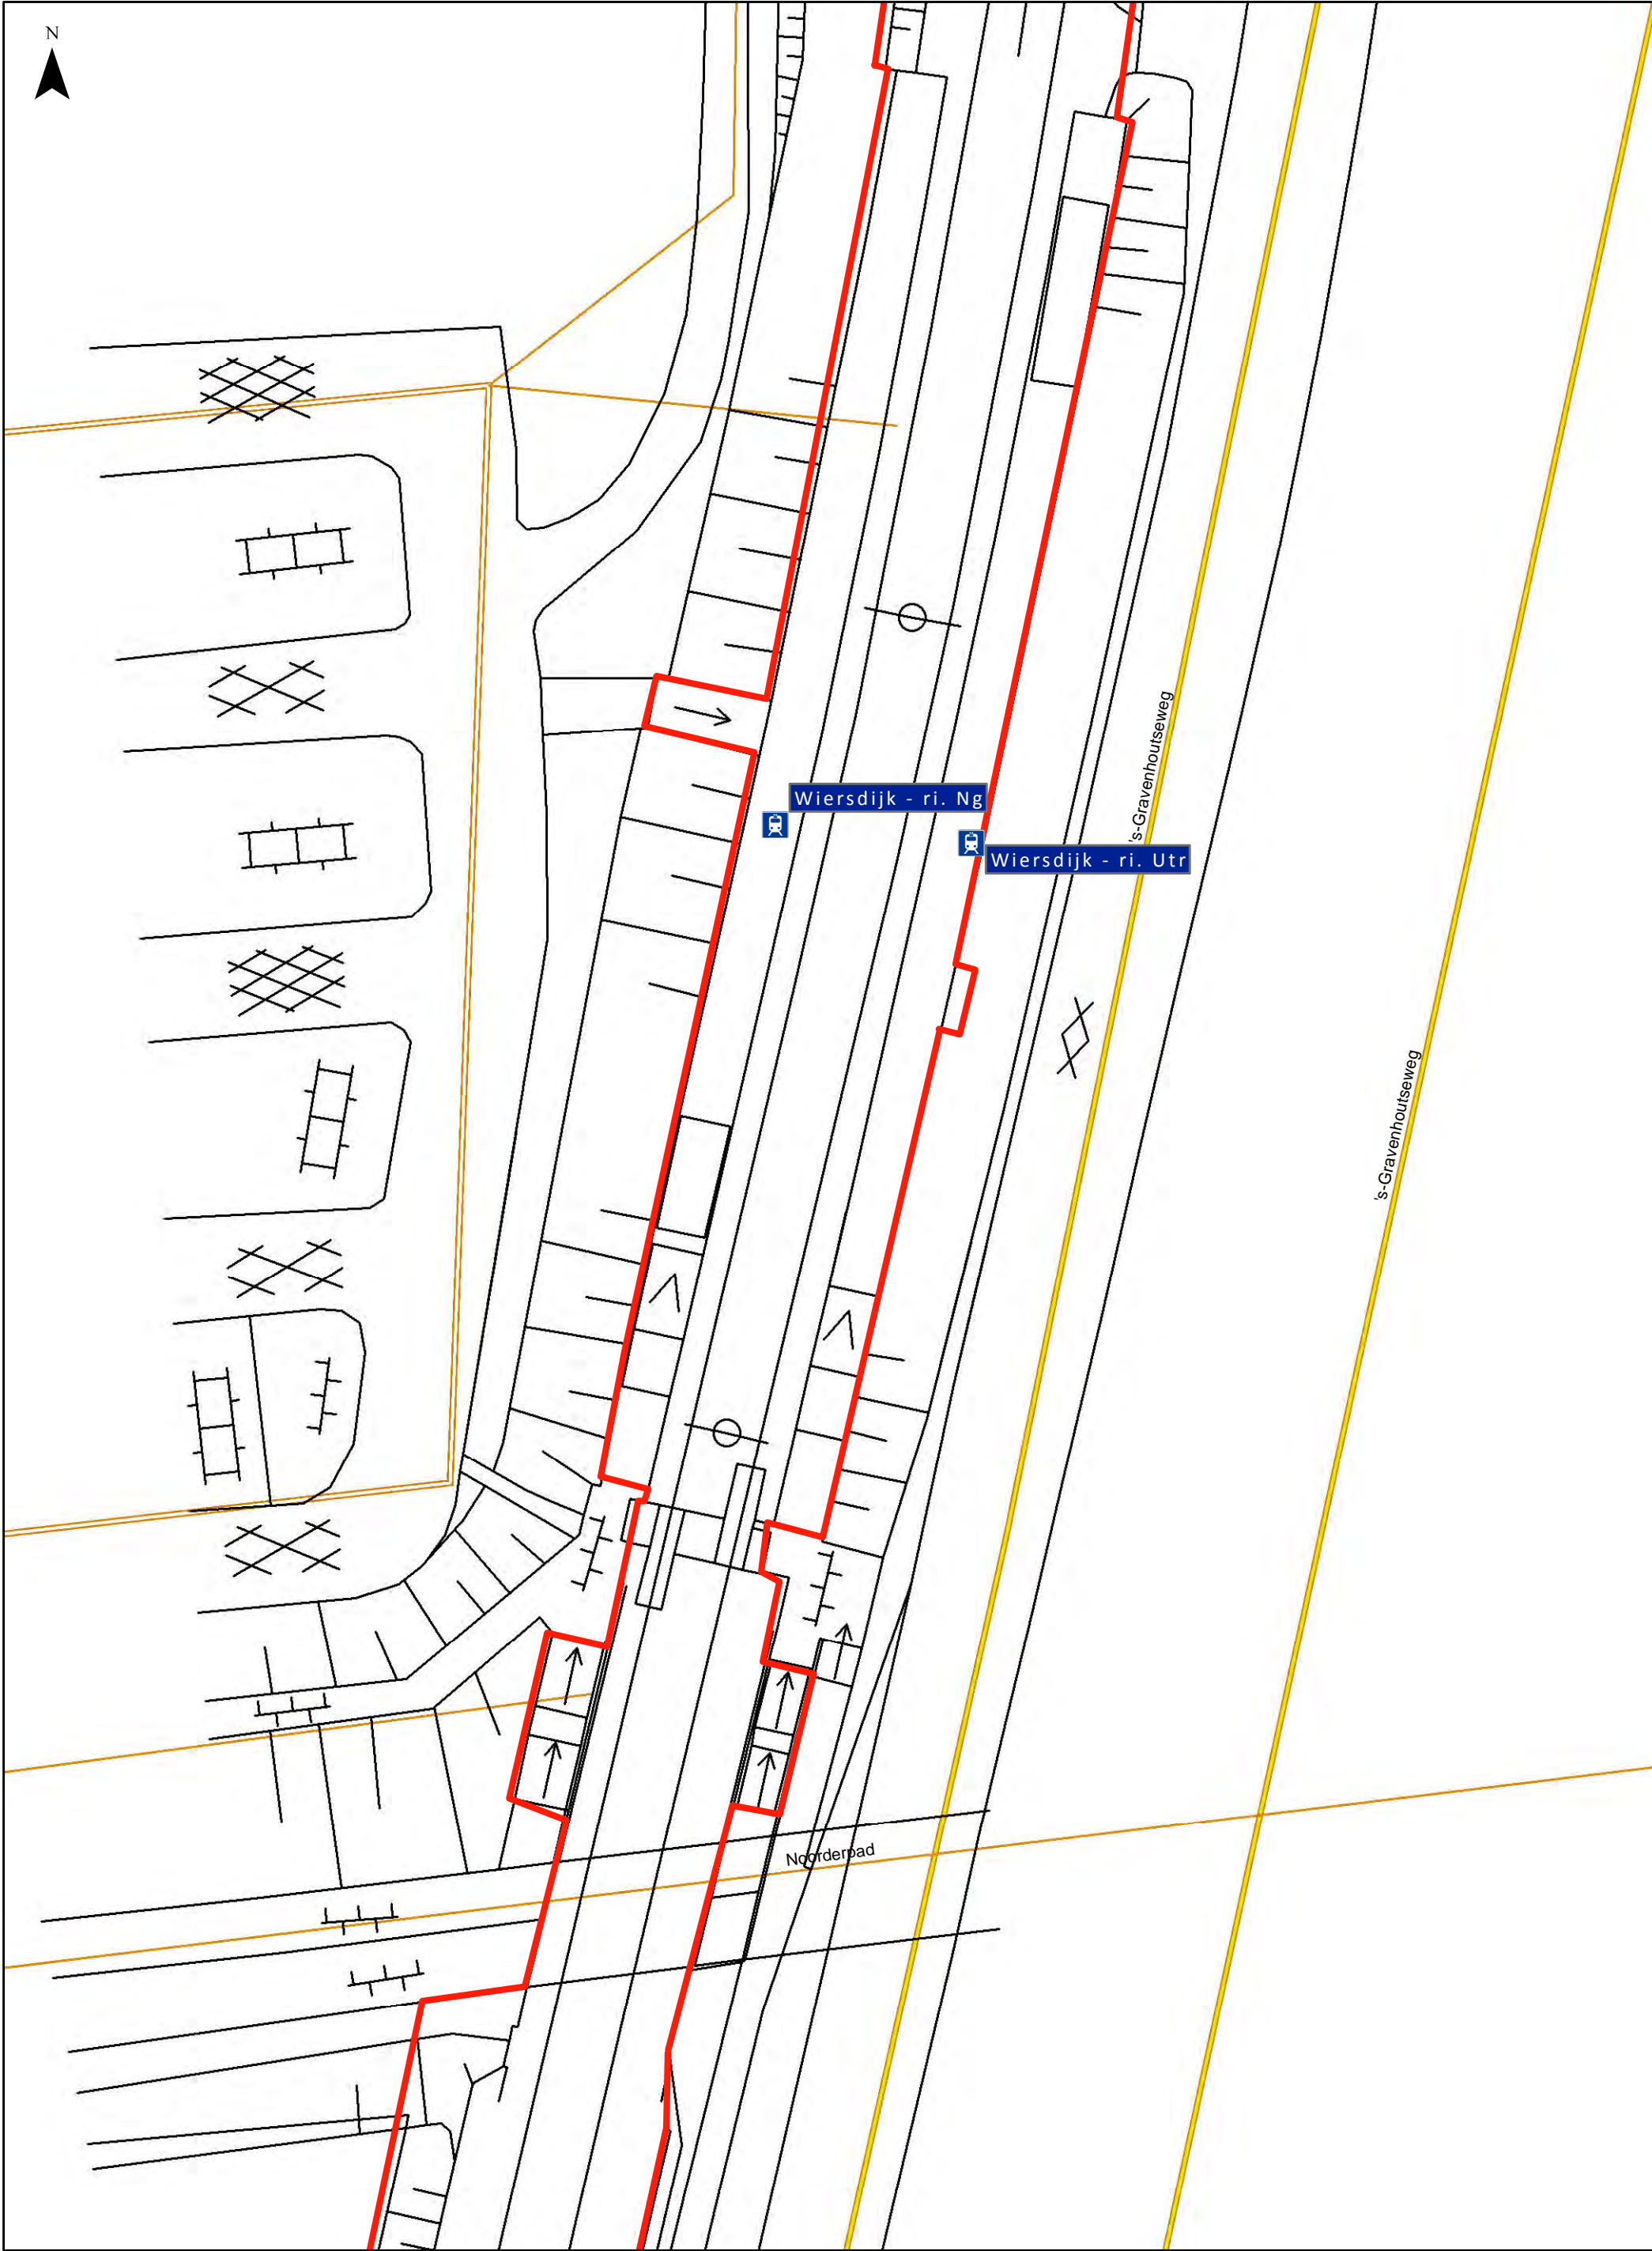 N
Wiersdijk - ri. Ng
's-Gravenhoutseweg
Wiersdijk - ri. Utr
's-Gravenhoutseweg
Noorderpad